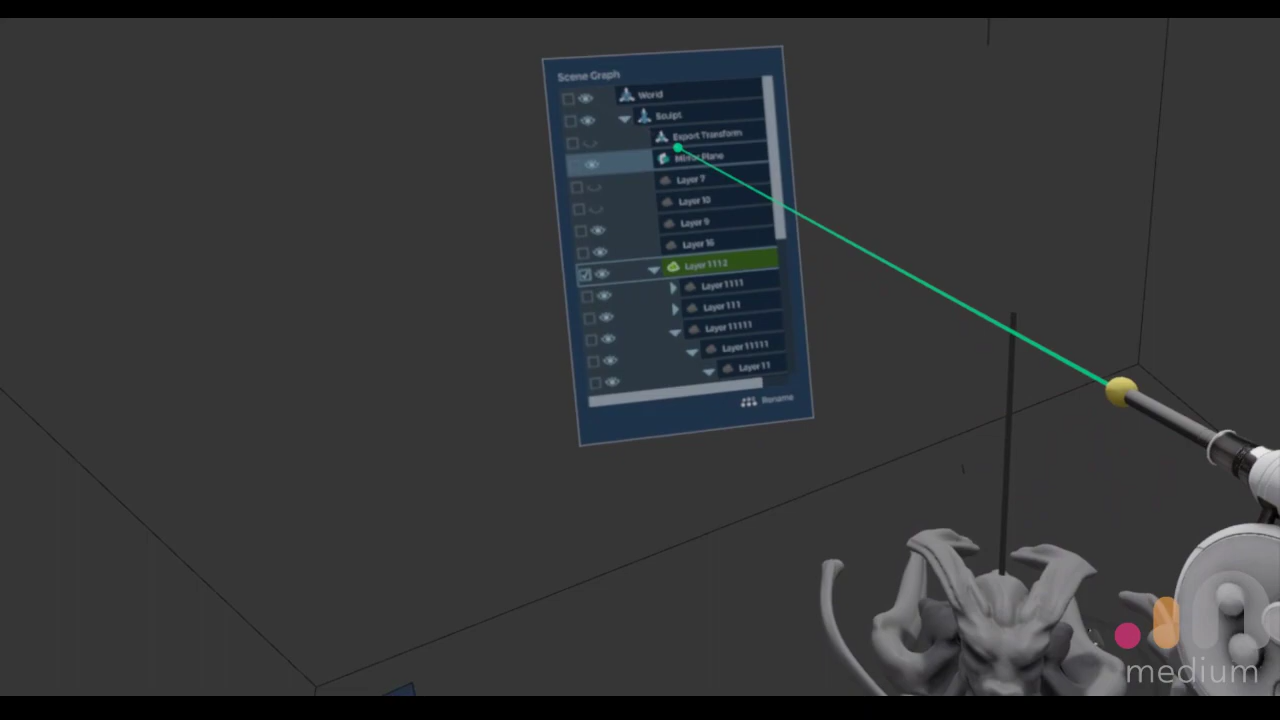 Scene Graph
World
Sculpt
Export Transform
Mirror Plane
Layer 7
Layer 10
Layer 9
Layer 16
Layer 1112
Layer 1111
Layer 111
Layer 11111
Layer 11111
Layer 11
Rename
medium